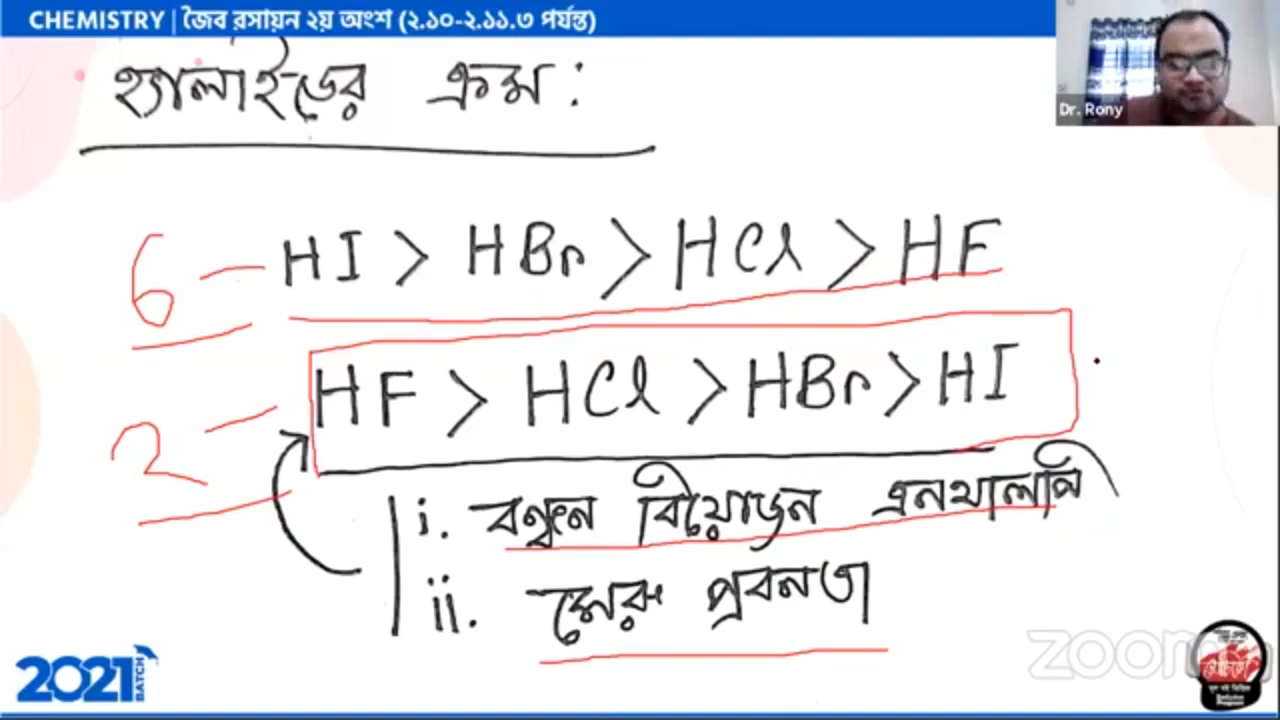 CHEMISTRY | জৈব রসায়ন ২য় অংশ (২.১০-২.১১.৩ পর্যন্ত)
Dr. Rony
হ্যালাইডের ক্রম :
6 - HI > HBr > HCl > HF
2 - HF > HCl > HBr > HI
i. বন্ধন বিয়োজন এনথালপি
ii. মেরু প্রবনতা
2021 BATCH
zoom